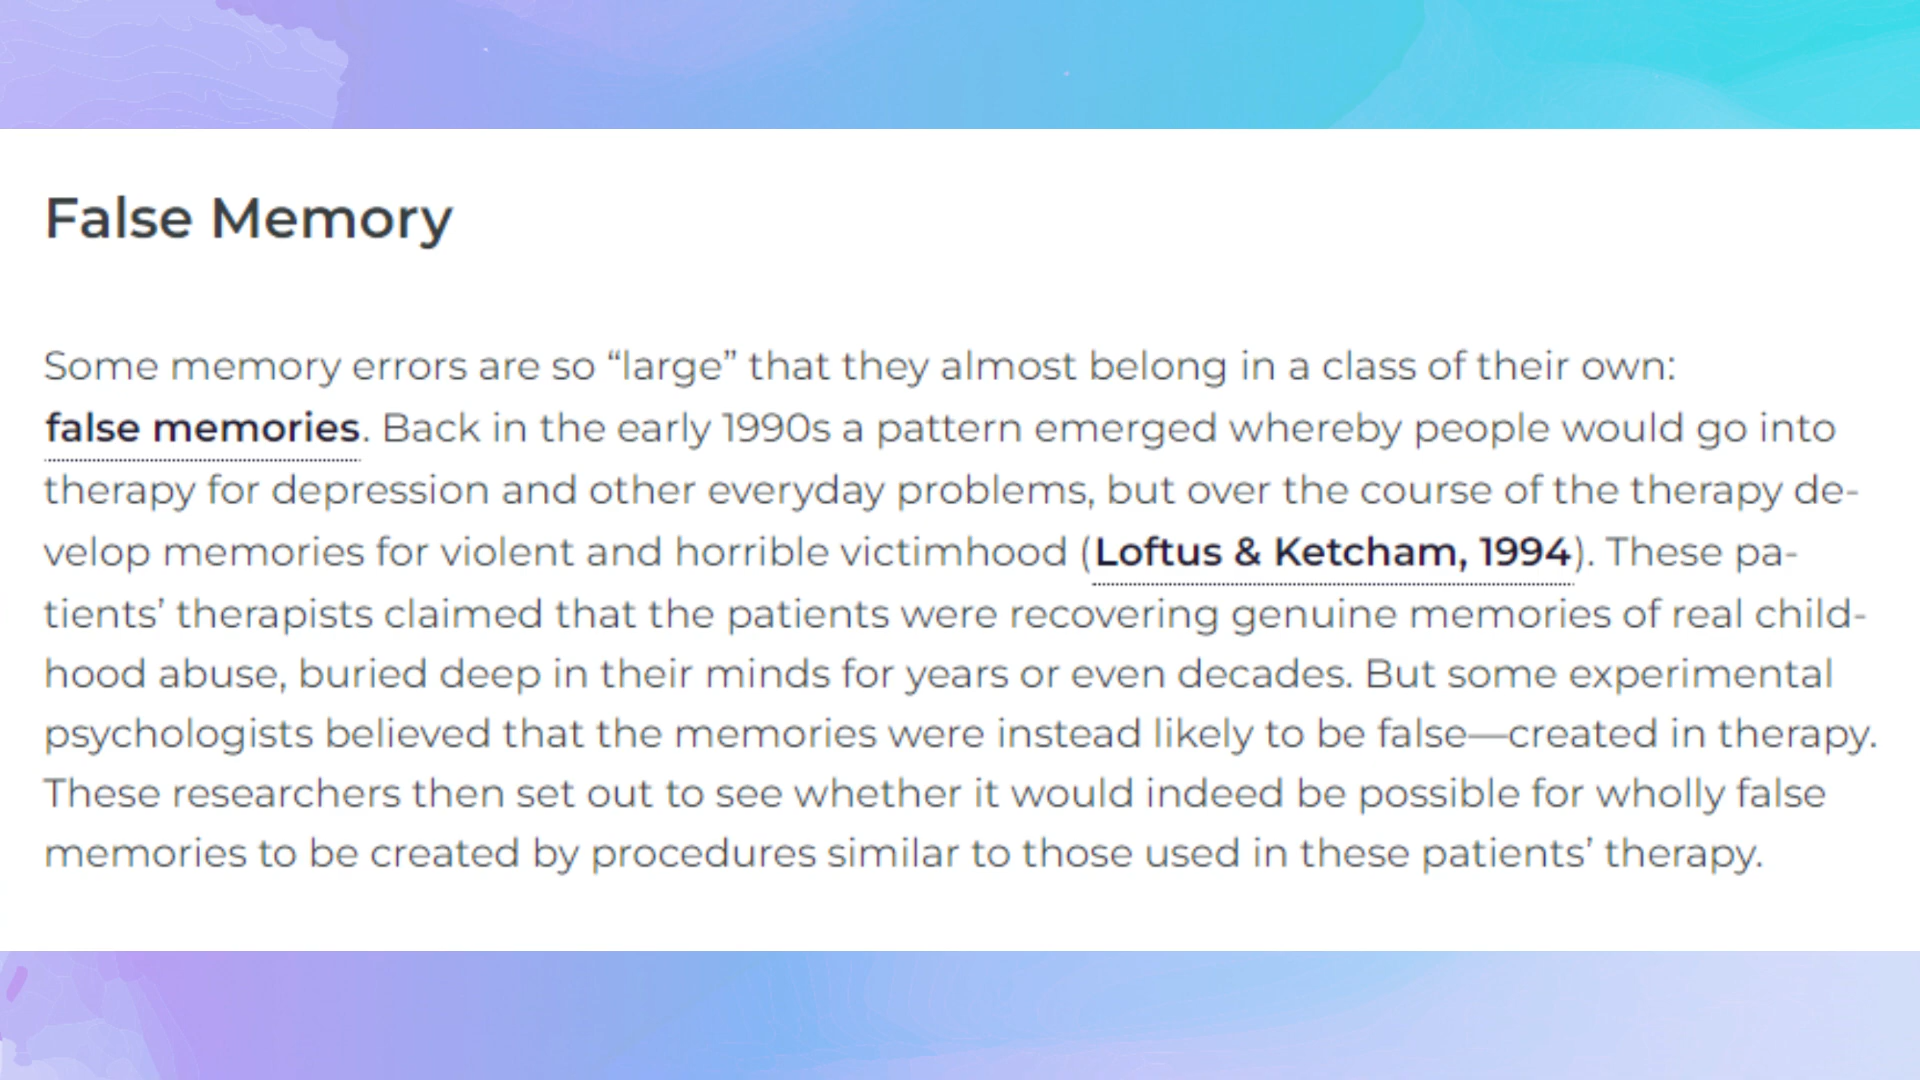 False Memory
Some memory errors are so “large” that they almost belong in a class of their own:
false memories. Back in the early 1990s a pattern emerged whereby people would go into
therapy for depression and other everyday problems, but over the course of the therapy de-
velop memories for violent and horrible victimhood (Loftus & Ketcham, 1994). These pa-
tients’ therapists claimed that the patients were recovering genuine memories of real child-
hood abuse, buried deep in their minds for years or even decades. But some experimental
psychologists believed that the memories were instead likely to be false—created in therapy.
These researchers then set out to see whether it would indeed be possible for wholly false
memories to be created by procedures similar to those used in these patients’ therapy.